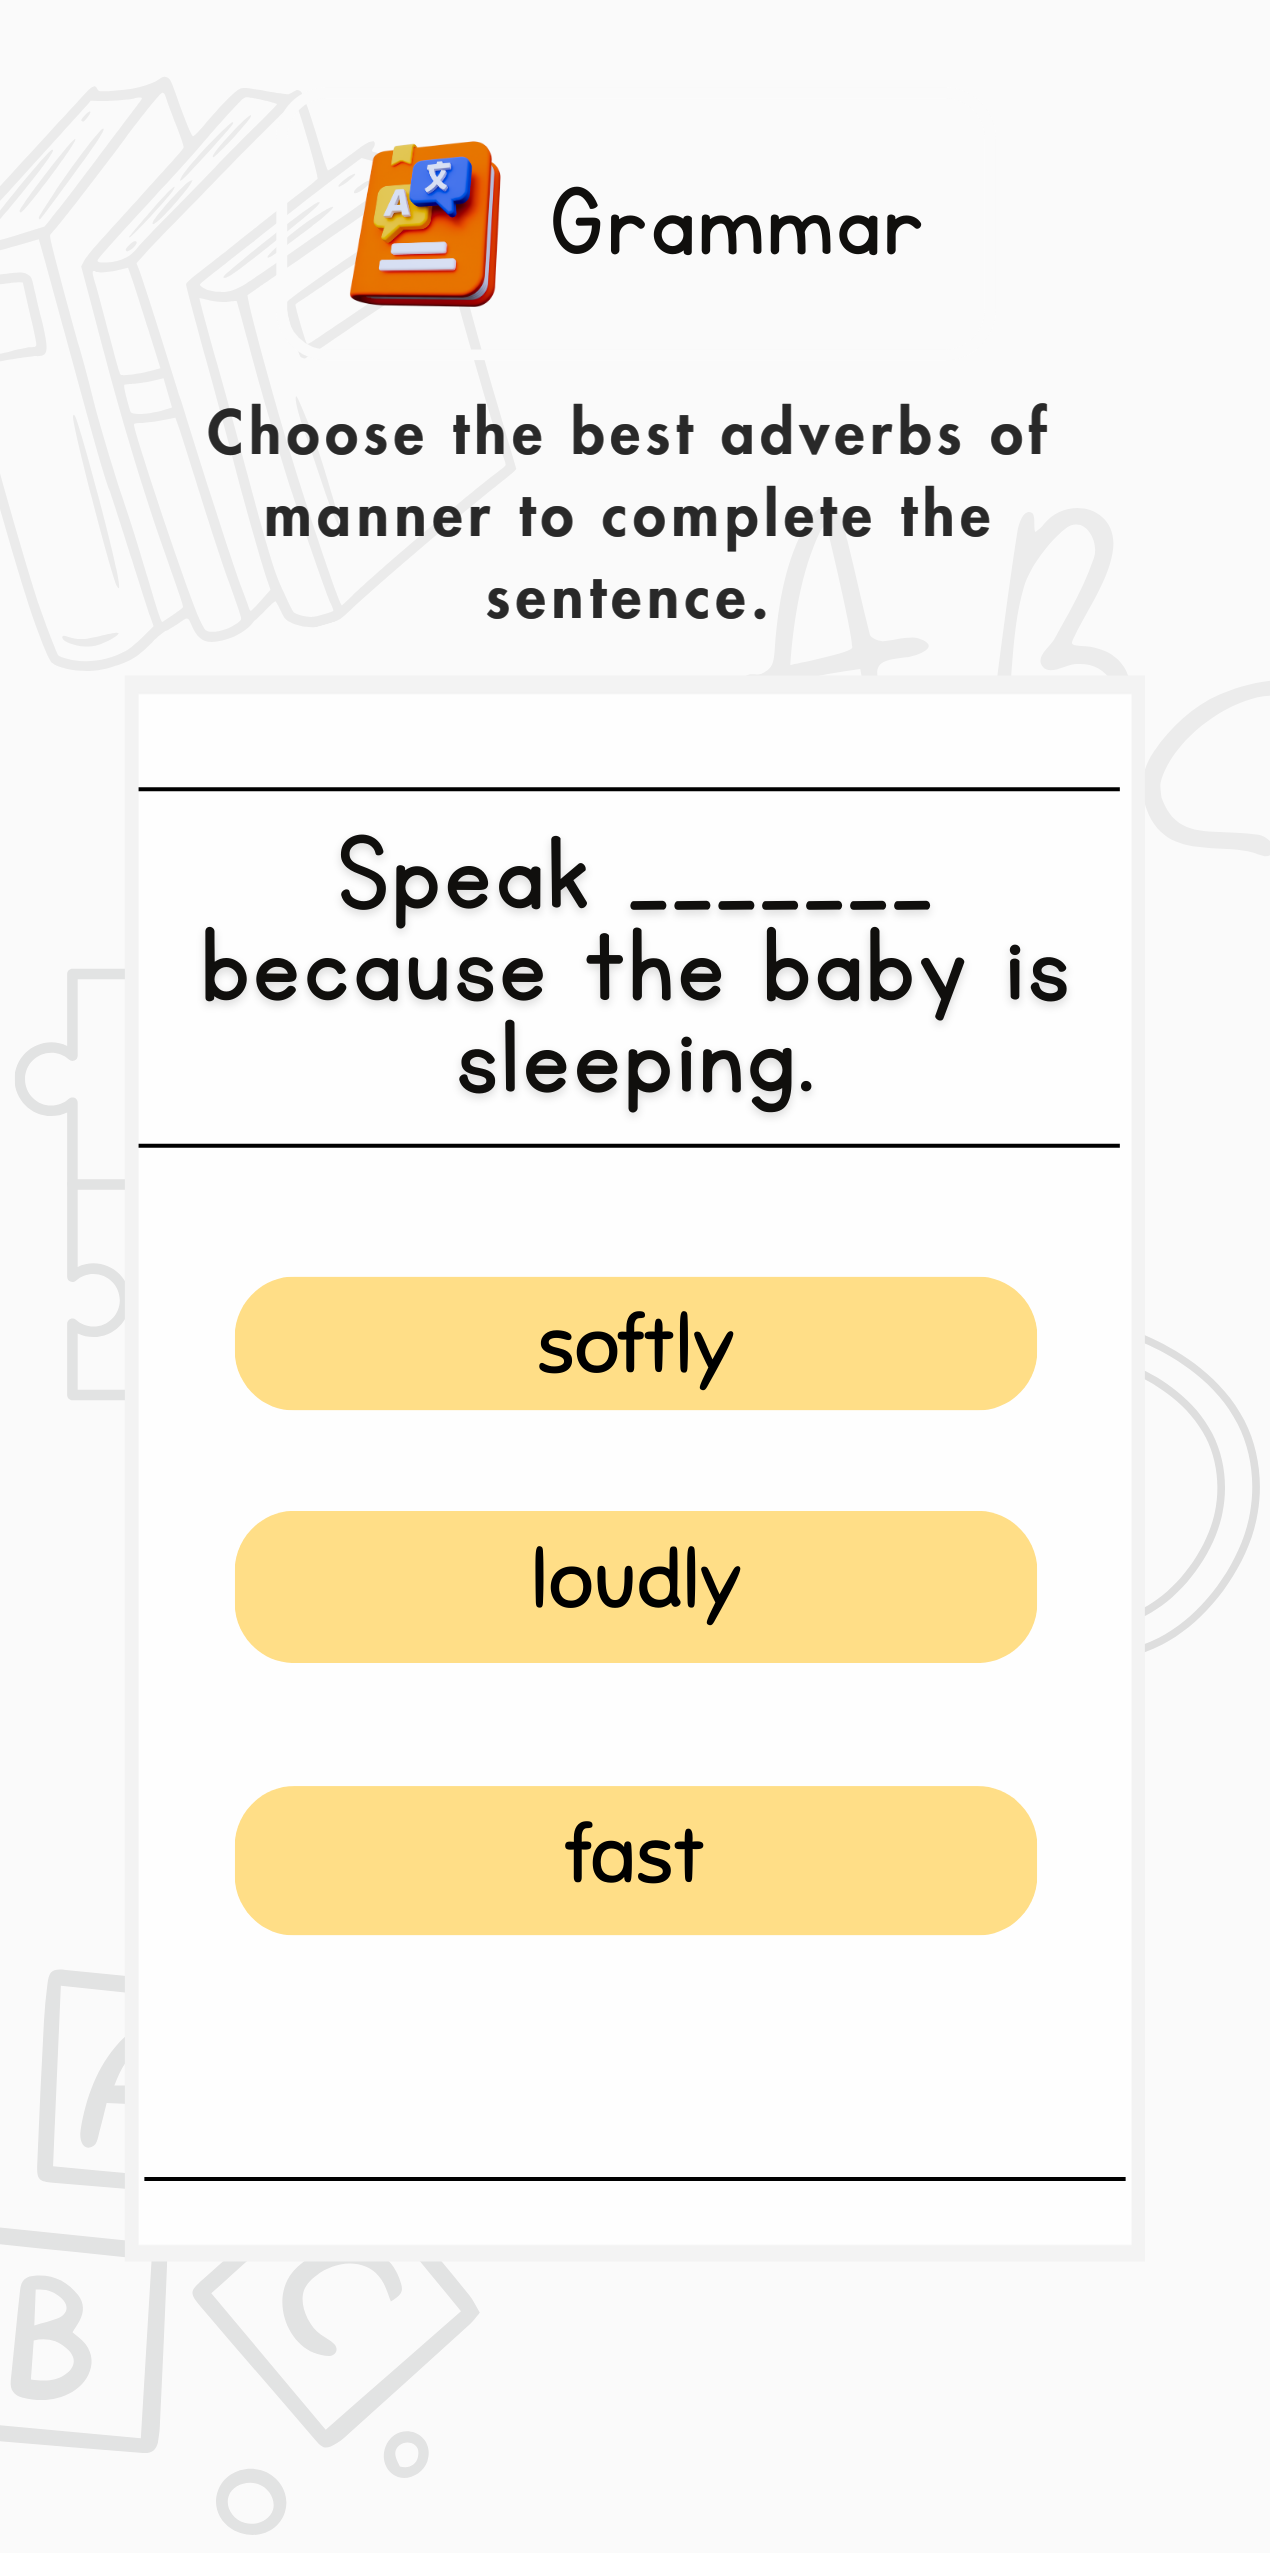 A 文
Grammar
Choose the best adverbs of
manner to complete the
sentence.
A B
Speak _______
because the baby is
sleeping.
softly
loudly
fast
A
B C